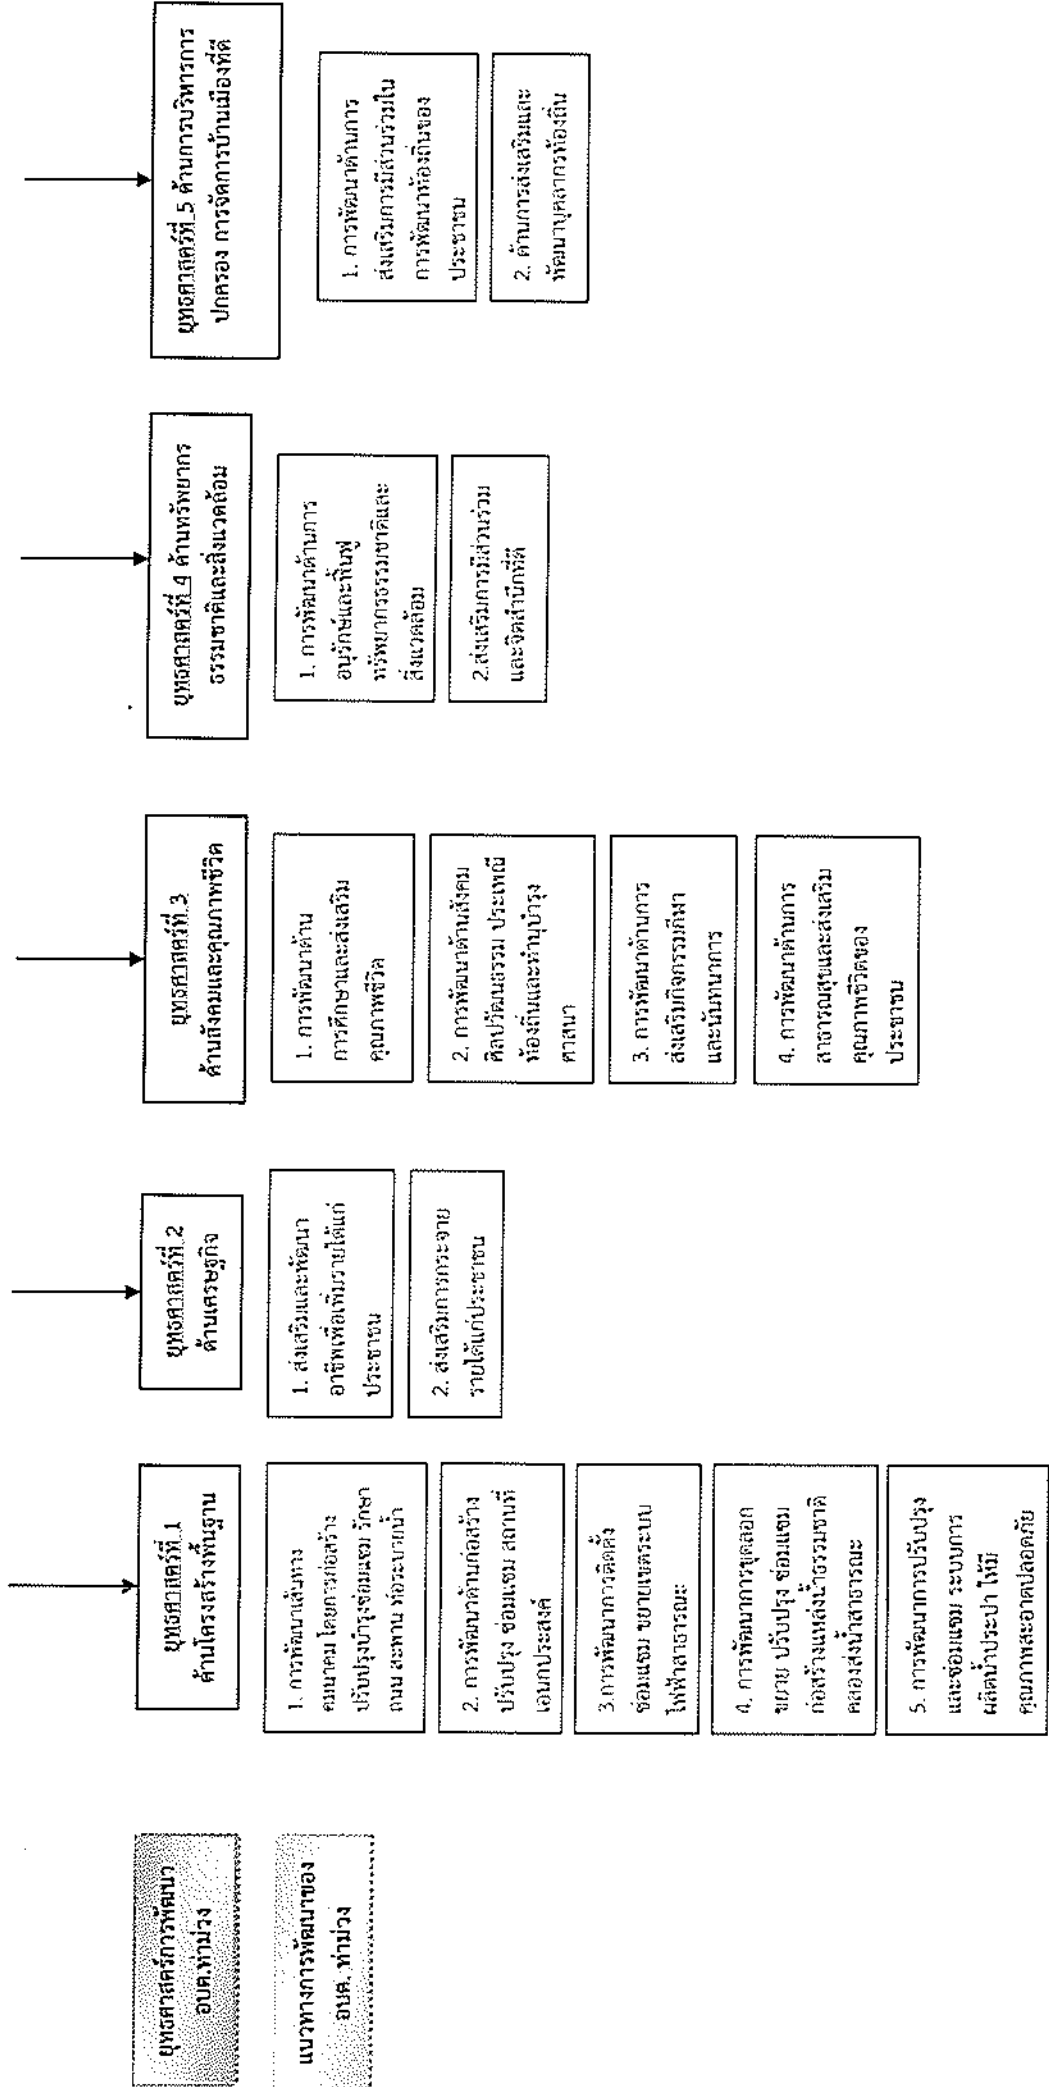 ยุทธศาสตร์การพัฒนา
อบต.ท่าม่วง
แนวทางการพัฒนาของ
อบต. ท่าม่วง
ยุทธศาสตร์ที่ 1
ด้านโครงสร้างพื้นฐาน
1. การพัฒนาเส้นทาง
คมนาคม โดยการก่อสร้าง
ปรับปรุงบำรุงซ่อมแซม รักษา
ถนน สะพาน ท่อระบายน้ำ
2. การพัฒนาด้านก่อสร้าง
ปรับปรุง ซ่อมแซม สถานที่
เอนกประสงค์
3.การพัฒนาการติดตั้ง
ซ่อมแซม ขยายเขตระบบ
ไฟฟ้าสาธารณะ
4. การพัฒนาการขุดลอก
ขยาย ปรับปรุง ซ่อมแซม
ก่อสร้างแหล่งน้ำธรรมชาติ
คลองส่งน้ำสาธารณะ
5. การพัฒนาการปรับปรุง
และซ่อมแซม ระบบการ
ผลิตน้ำประปา ให้มี
คุณภาพสะอาดปลอดภัย
ยุทธศาสตร์ที่ 2
ด้านเศรษฐกิจ
1. ส่งเสริมและพัฒนา
อาชีพเพื่อเพิ่มรายได้แก่
ประชาชน
2. ส่งเสริมการกระจาย
รายได้แก่ประชาชน
ยุทธศาสตร์ที่ 3
ด้านสังคมและคุณภาพชีวิต
1. การพัฒนาด้าน
การศึกษาและส่งเสริม
คุณภาพชีวิต
2. การพัฒนาด้านสังคม
ศิลปวัฒนธรรม ประเพณี
ท้องถิ่นและทำนุบำรุง
ศาสนา
3. การพัฒนาด้านการ
ส่งเสริมกิจกรรมกีฬา
และนันทนาการ
4. การพัฒนาด้านการ
สาธารณสุขและส่งเสริม
คุณภาพชีวิตของ
ประชาชน
ยุทธศาสตร์ที่ 4 ด้านทรัพยากร
ธรรมชาติและสิ่งแวดล้อม
1. การพัฒนาด้านการ
อนุรักษ์และฟื้นฟู
ทรัพยากรธรรมชาติและ
สิ่งแวดล้อม
2.ส่งเสริมการมีส่วนร่วม
และจิตสำนึกที่ดี
ยุทธศาสตร์ที่ 5 ด้านการบริหารการ
ปกครอง การจัดการบ้านเมืองที่ดี
1. การพัฒนาด้านการ
ส่งเสริมการมีส่วนร่วมใน
การพัฒนาท้องถิ่นของ
ประชาชน
2. ด้านการส่งเสริมและ
พัฒนาบุคลากรท้องถิ่น